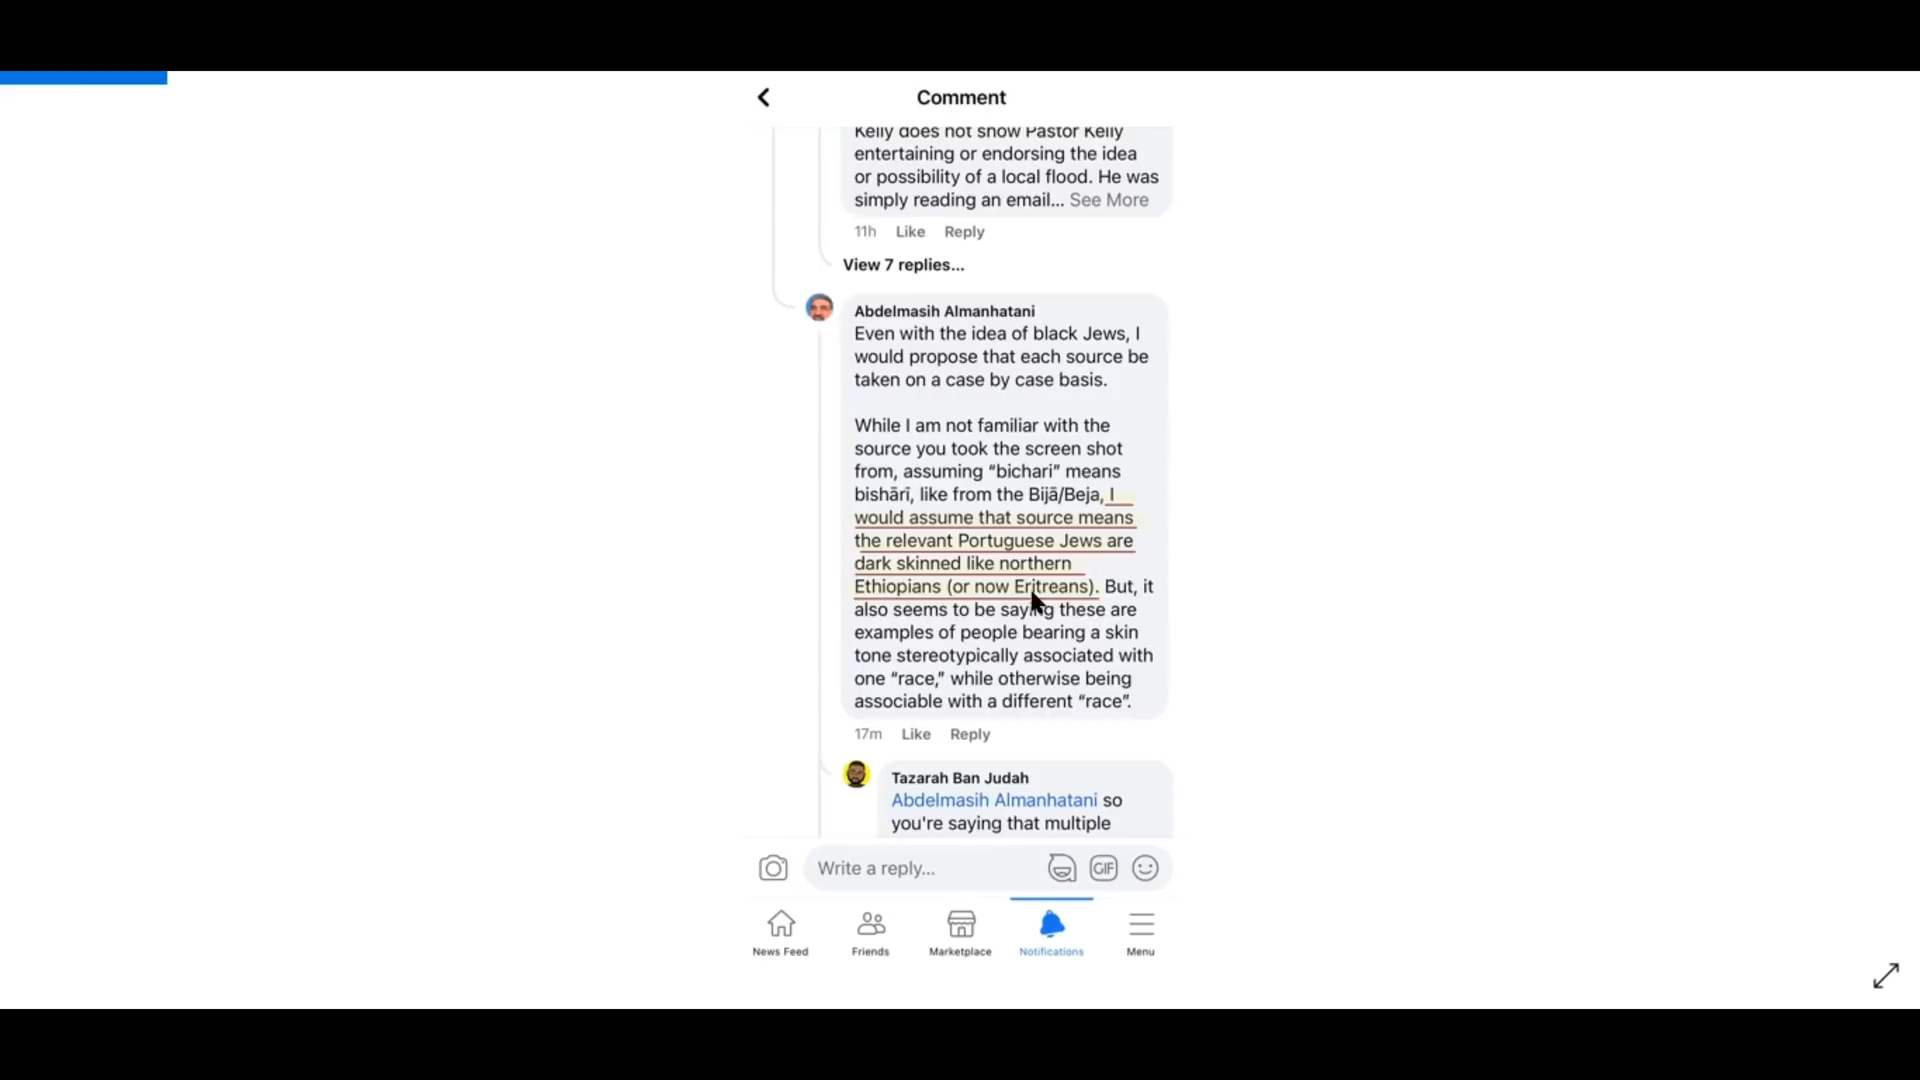 Comment
Kelly does not show Pastor Kelly
entertaining or endorsing the idea
or possibility of a local flood. He was
simply reading an email... See More
11h Like Reply
View 7 replies...
Abdelmasih Almanhatani
Even with the idea of black Jews, I
would propose that each source be
taken on a case by case basis.
While I am not familiar with the
source you took the screen shot
from, assuming “bichari” means
bishārī, like from the Bijā/Beja, I
would assume that source means
the relevant Portuguese Jews are
dark skinned like northern
Ethiopians (or now Eritreans). But, it
also seems to be saying these are
examples of people bearing a skin
tone stereotypically associated with
one “race,” while otherwise being
associable with a different “race”.
17m Like Reply
Tazarah Ban Judah
Abdelmasih Almanhatani so
you're saying that multiple
Write a reply...
GIF
News Feed Friends Marketplace Notifications Menu